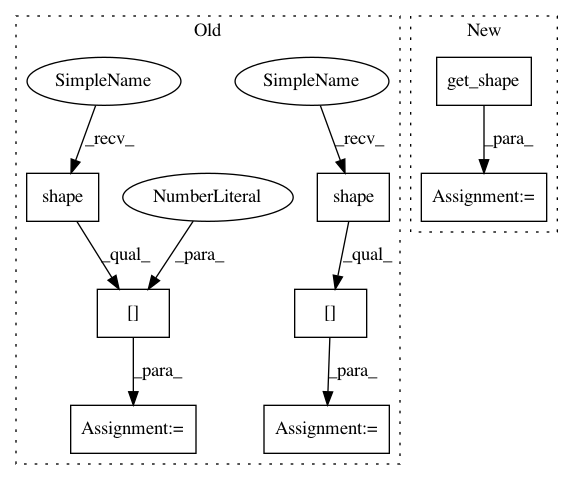 Old
New
SimpleName
SimpleName
get_shape
_recv_
_recv_
_para_
shape
NumberLiteral
shape
Assignment:=
_qual_
_para_
_qual_
[]
[]
_para_
_para_
Assignment:=
Assignment:=